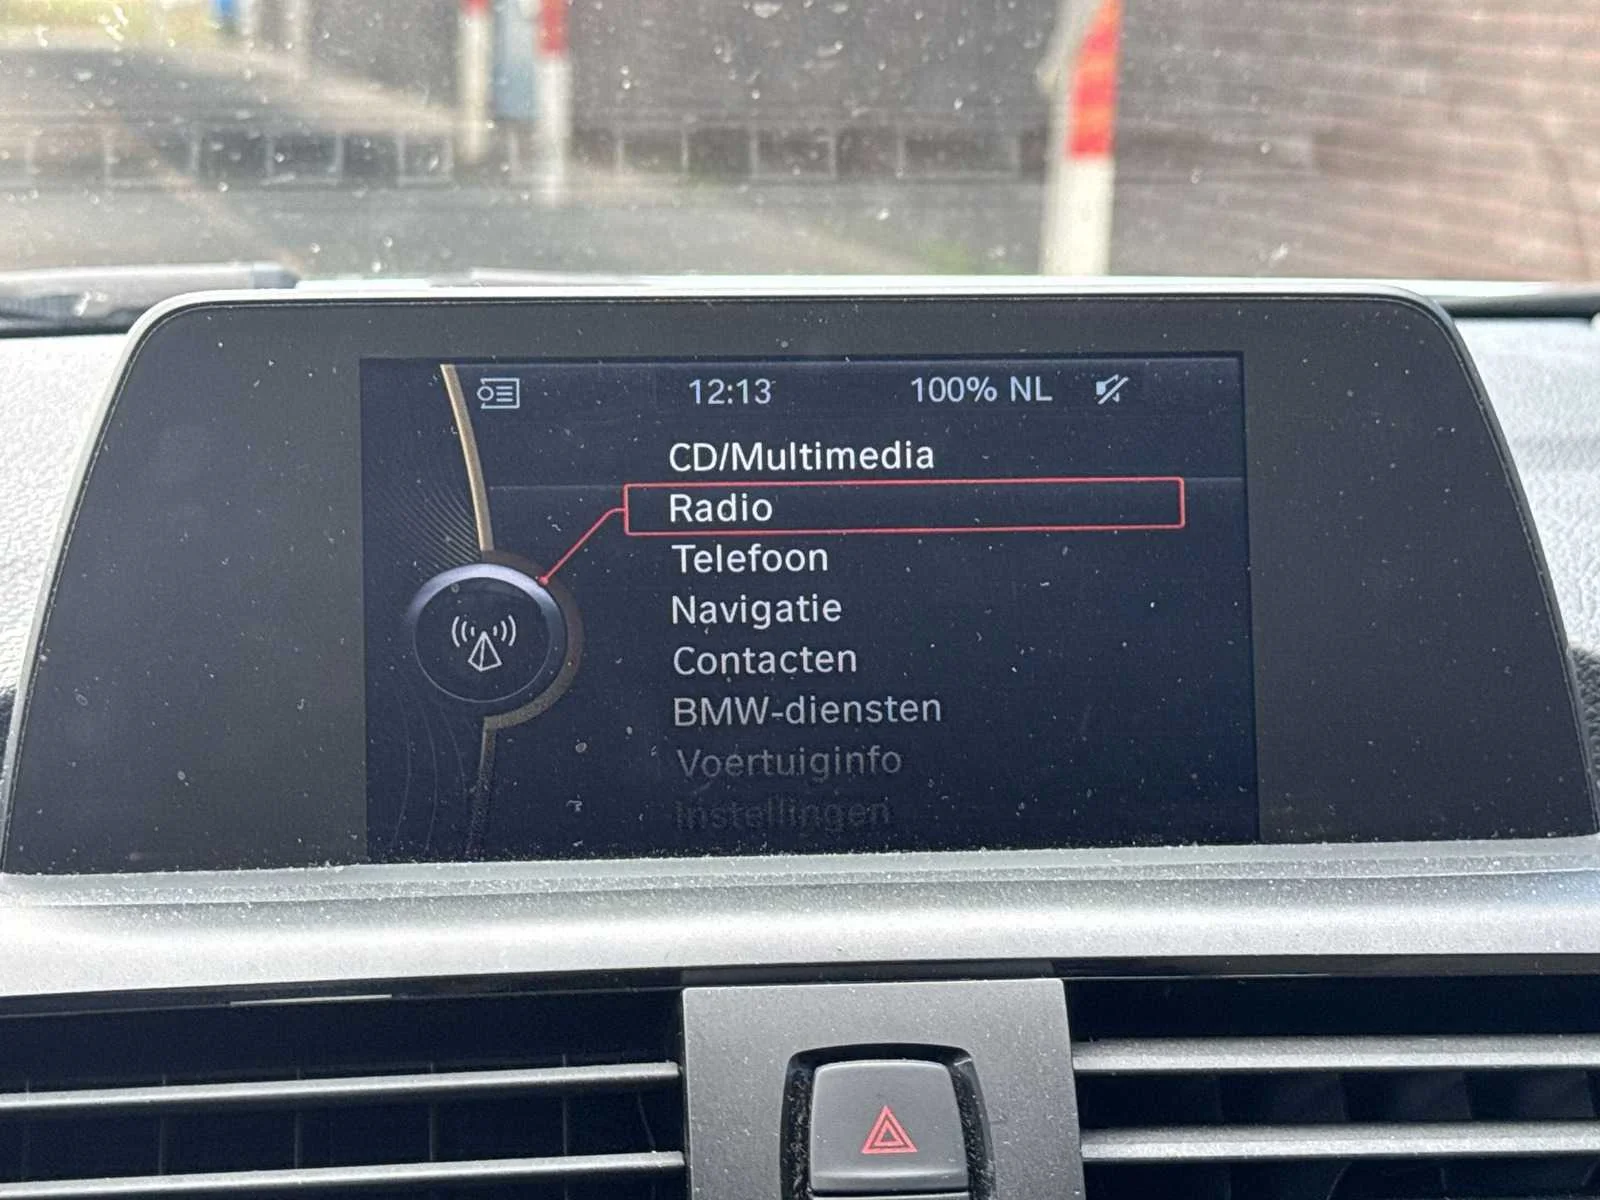 12:13 100% NL
CD/Multimedia
Radio
Telefoon
Navigatie
Contacten
BMW-diensten
Voertuiginfo
Instellingen